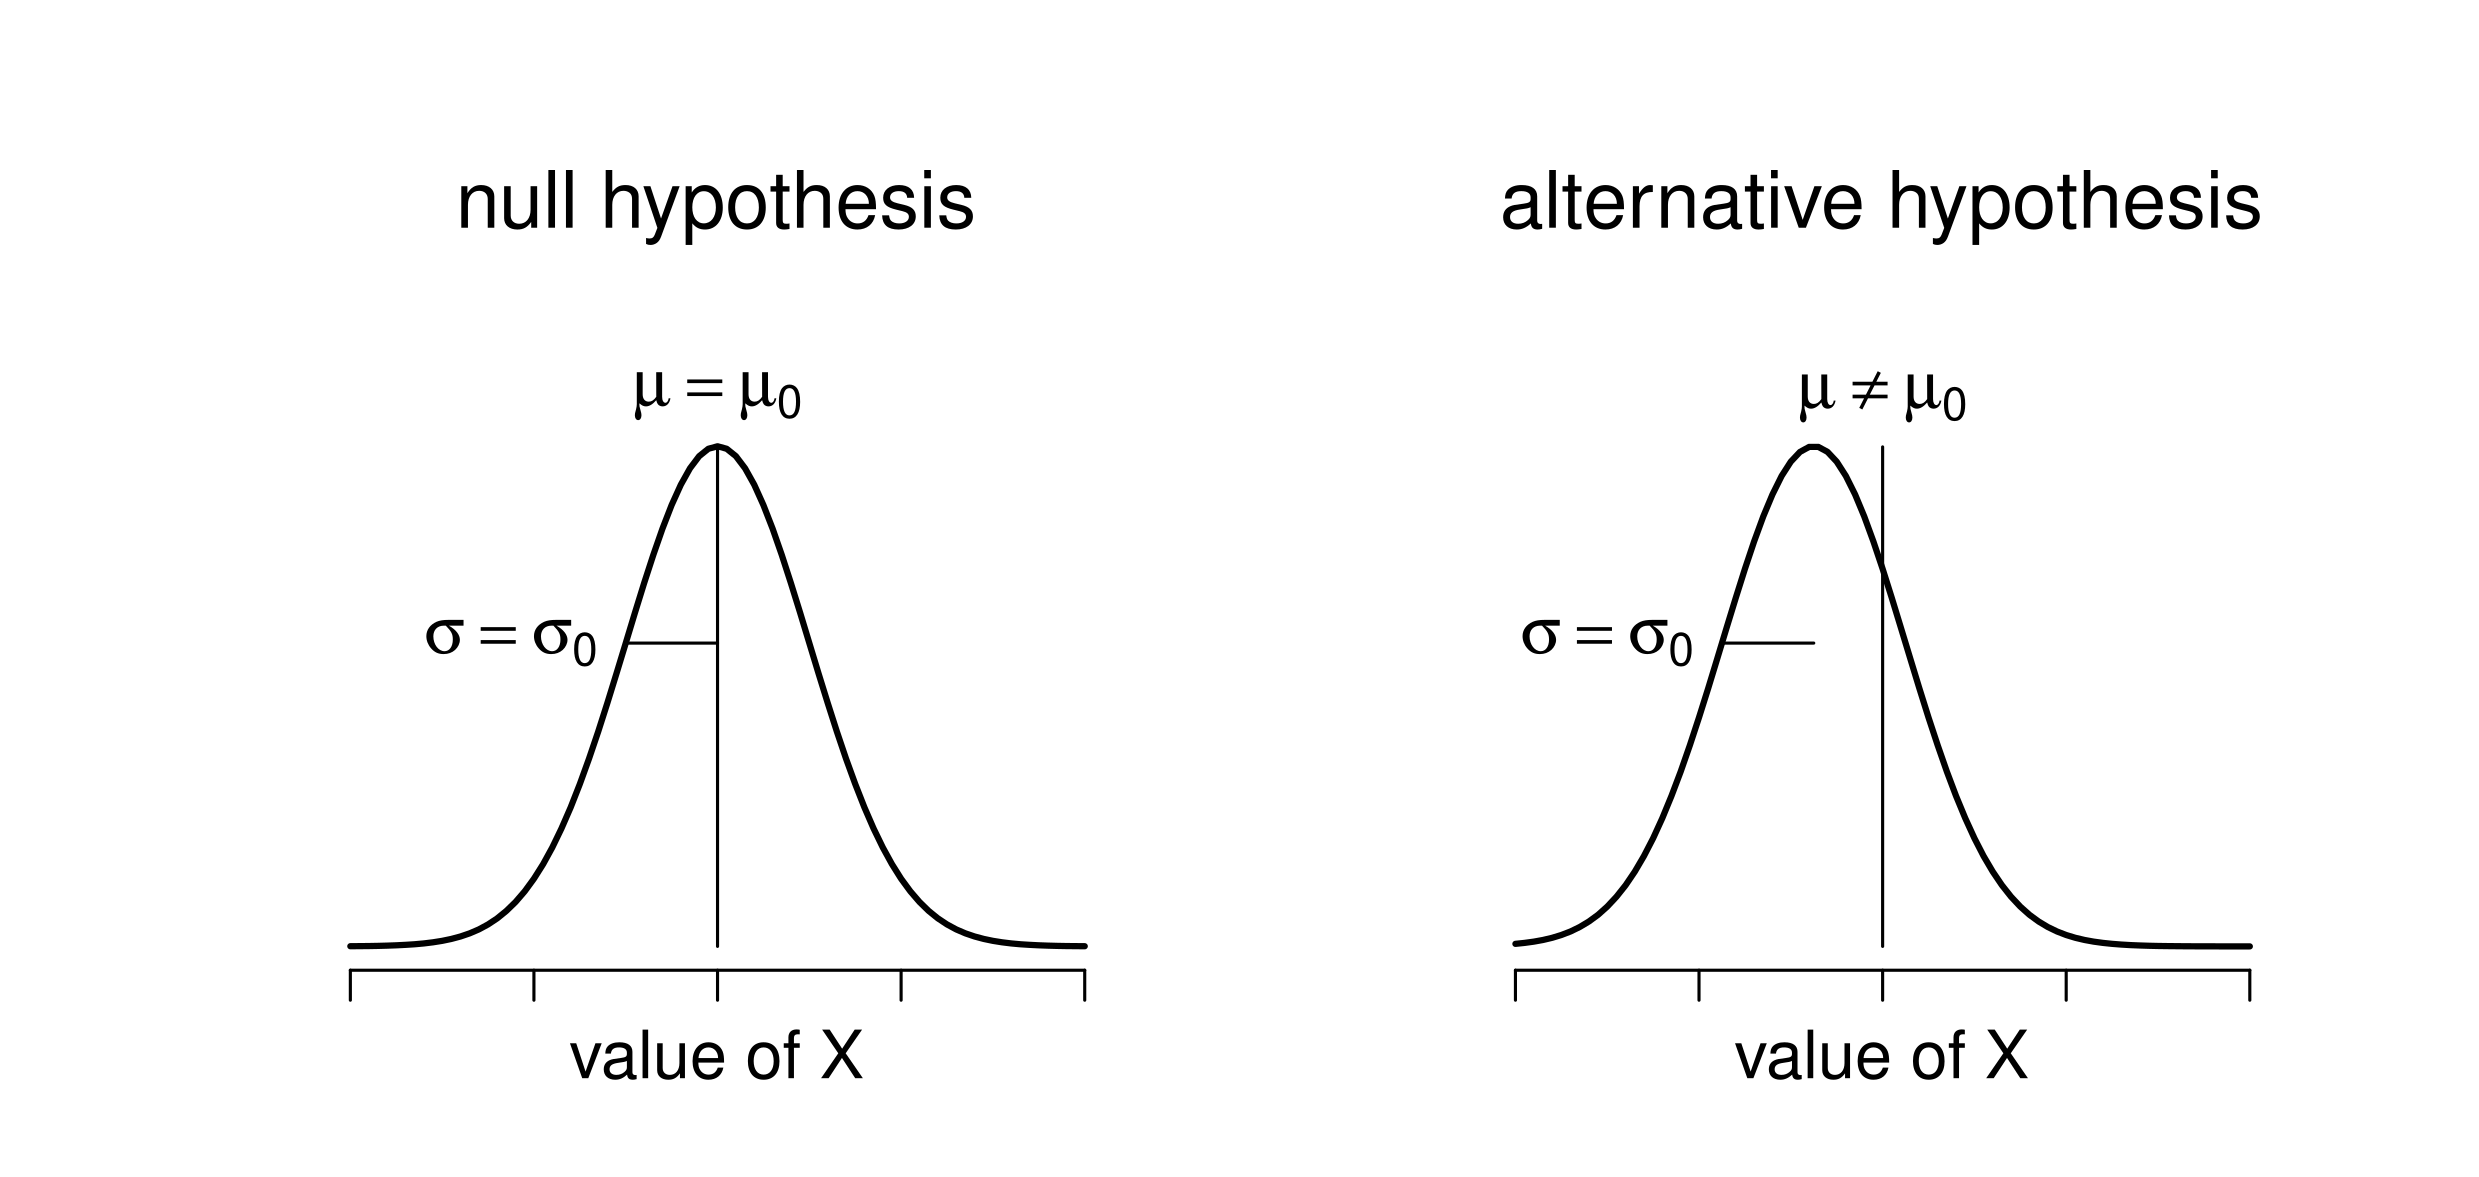 null hypothesis
μ = μ₀
σ = σ₀
value of X
alternative hypothesis
μ ≠ μ₀
σ = σ₀
value of X